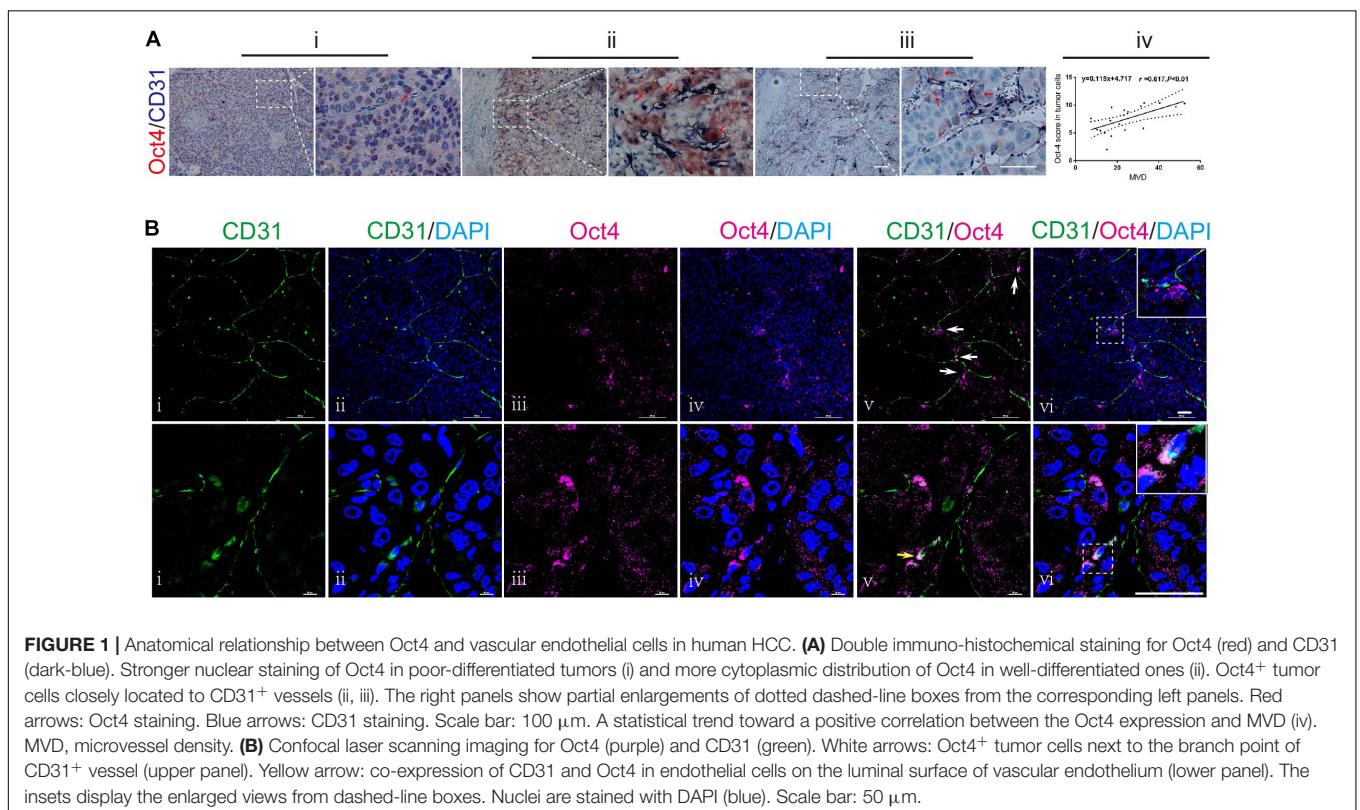 A
i ii iii iv
Oct4/CD31
y=0.115x+4.717 r =0.617,P<0.01
Oct-4 score in tumor cells
15
10
5
0
0 20 40 60
MVD
B
CD31 CD31/DAPI Oct4 Oct4/DAPI CD31/Oct4 CD31/Oct4/DAPI
i ii iii iv v vi
i ii iii iv v vi
FIGURE 1 | Anatomical relationship between Oct4 and vascular endothelial cells in human HCC. (A) Double immuno-histochemical staining for Oct4 (red) and CD31
(dark-blue). Stronger nuclear staining of Oct4 in poor-differentiated tumors (i) and more cytoplasmic distribution of Oct4 in well-differentiated ones (ii). Oct4+ tumor
cells closely located to CD31+ vessels (ii, iii). The right panels show partial enlargements of dotted dashed-line boxes from the corresponding left panels. Red
arrows: Oct4 staining. Blue arrows: CD31 staining. Scale bar: 100 μm. A statistical trend toward a positive correlation between the Oct4 expression and MVD (iv).
MVD, microvessel density. (B) Confocal laser scanning imaging for Oct4 (purple) and CD31 (green). White arrows: Oct4+ tumor cells next to the branch point of
CD31+ vessel (upper panel). Yellow arrow: co-expression of CD31 and Oct4 in endothelial cells on the luminal surface of vascular endothelium (lower panel). The
insets display the enlarged views from dashed-line boxes. Nuclei are stained with DAPI (blue). Scale bar: 50 μm.